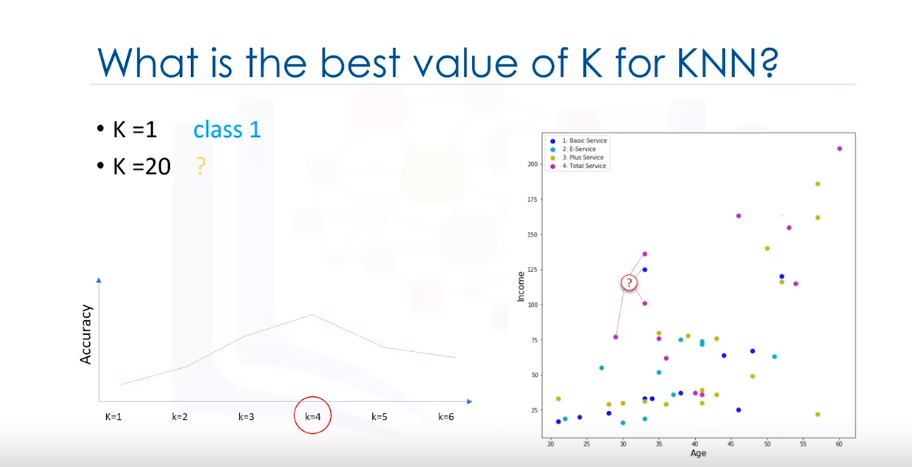 What is the best value of K for KNN?
• K =1 class 1
• K =20 ?
Accuracy
K=1 k=2 k=3 k=4 k=5 k=6
1: Basic Service
2: E-Service
3: Plus Service
4: Total Service
200
175
150
125
100
75
50
25
Income
?
20 25 30 35 40 45 50 55 60
Age